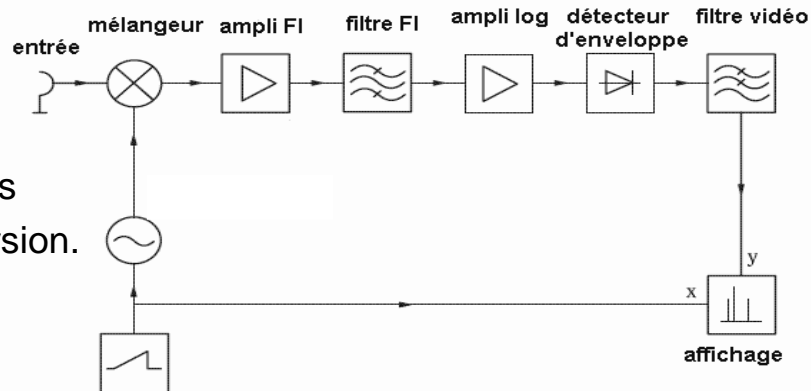 entrée
mélangeur
ampli FI
filtre FI
ampli log
détecteur
d'enveloppe
filtre vidéo
s
sion.
y
x
affichage